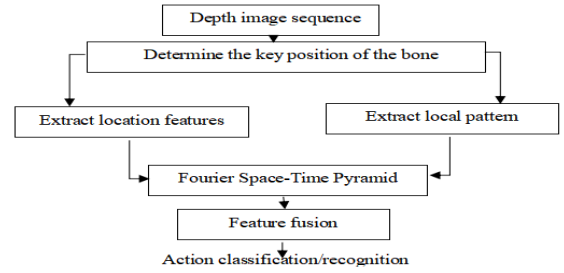 Depth image sequence
Determine the key position of the bone
Extract location features
Extract local pattern
Fourier Space-Time Pyramid
Feature fusion
Action classification/recognition